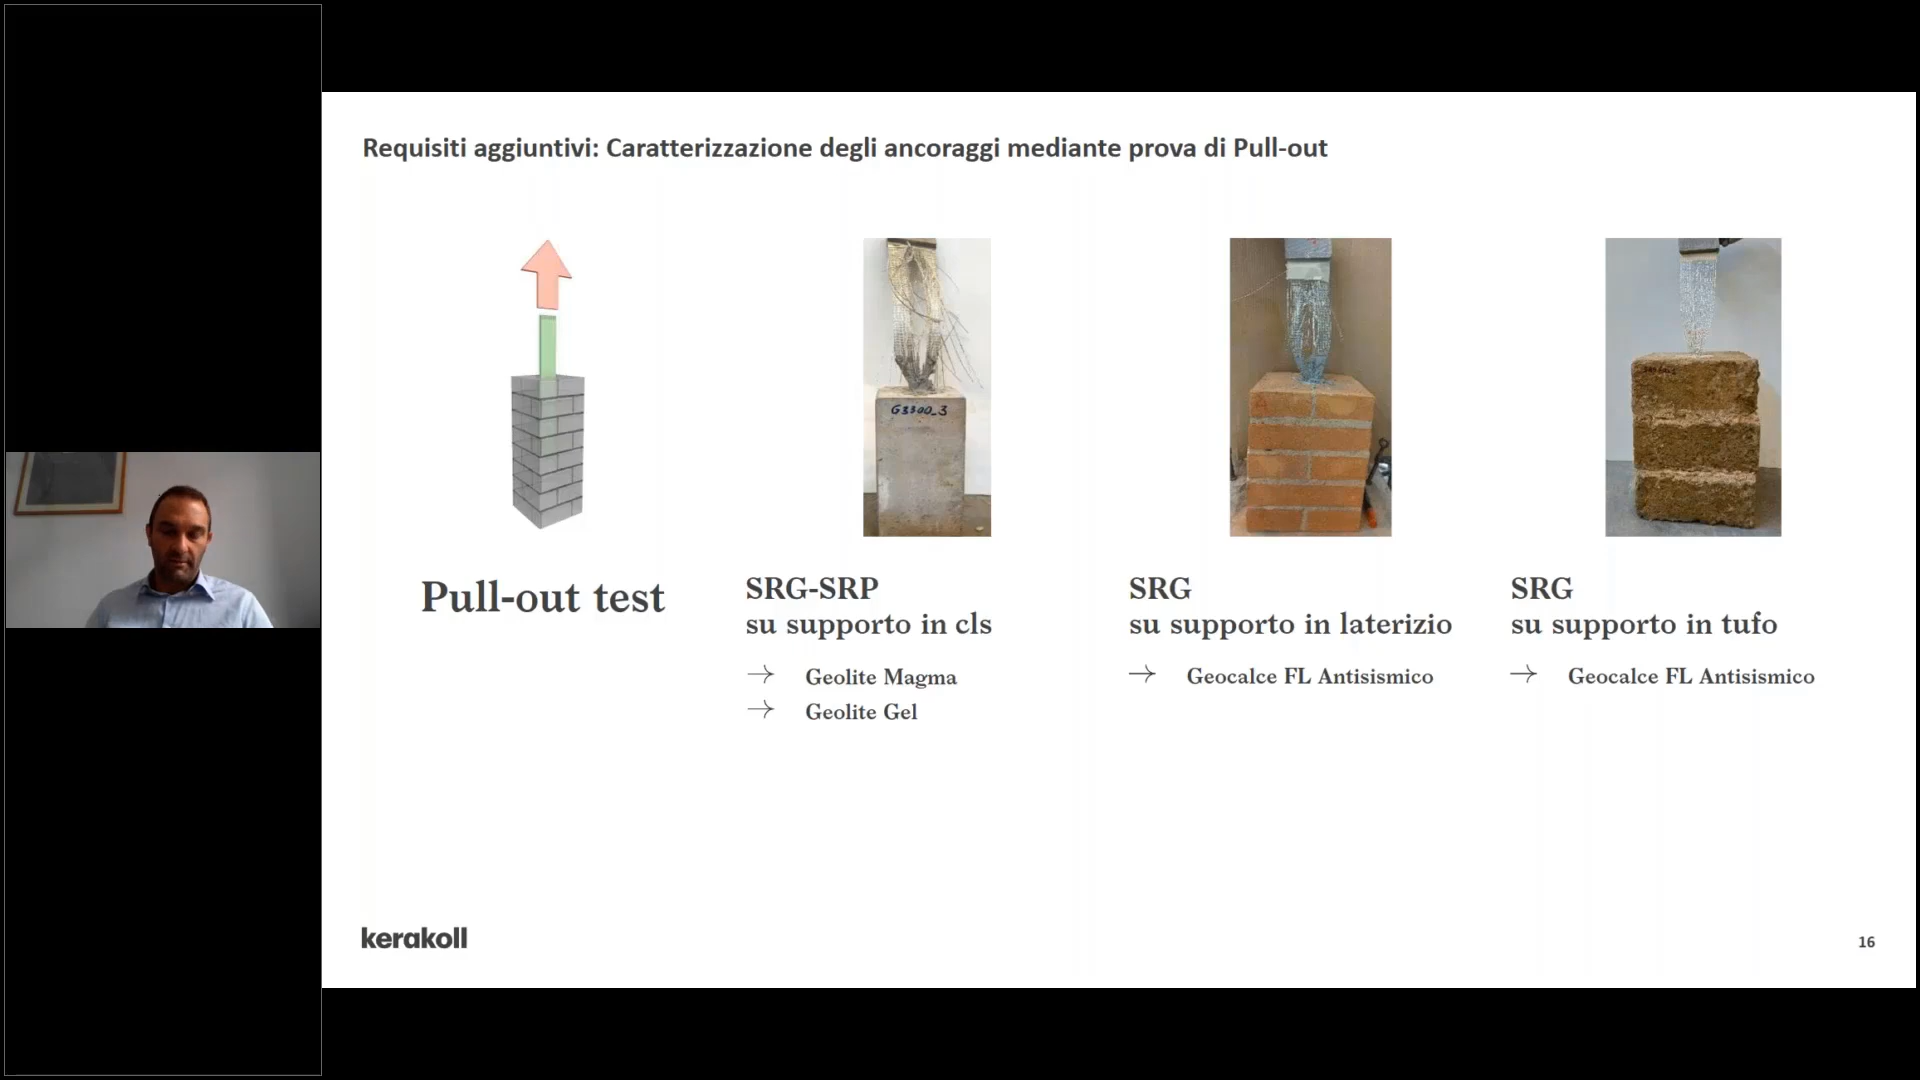 Requisiti aggiuntivi: Caratterizzazione degli ancoraggi mediante prova di Pull-out
G3300_3
Pull-out test
SRG-SRP
su supporto in cls
→ Geolite Magma
→ Geolite Gel
SRG
su supporto in laterizio
→ Geocalce FL Antisismico
SRG
su supporto in tufo
→ Geocalce FL Antisismico
kerakoll
16